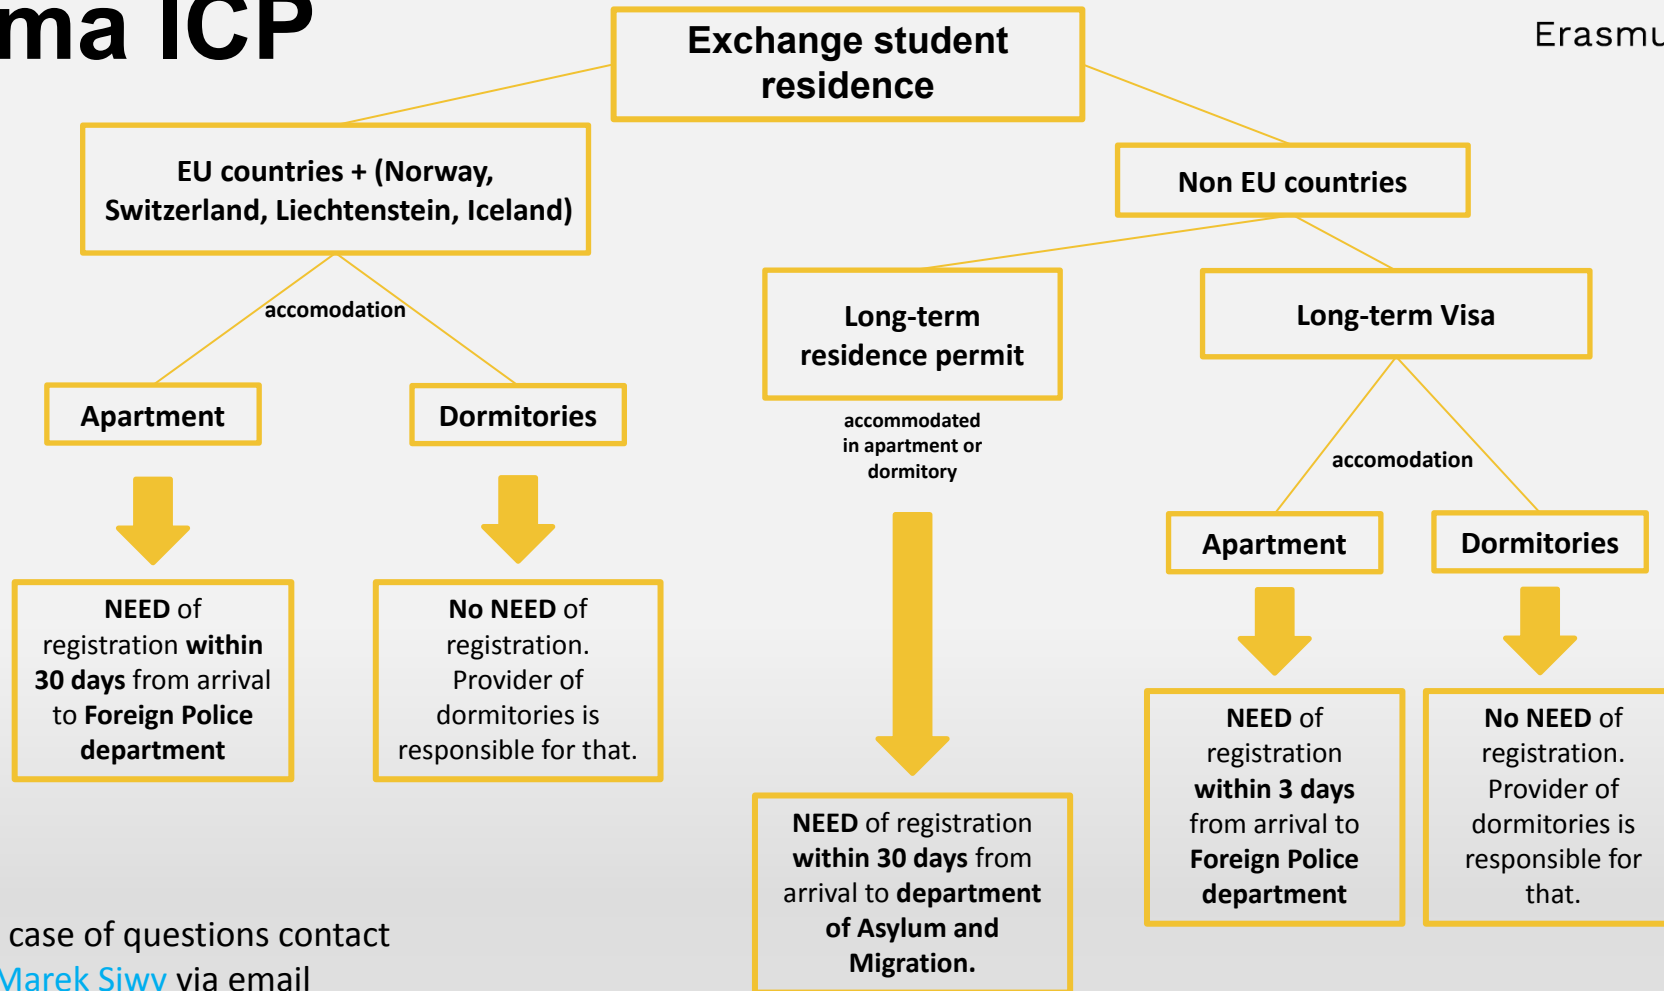 ma ICP
Erasmu
Exchange student
residence
EU countries + (Norway,
Switzerland, Liechtenstein, Iceland)
Non EU countries
accomodation
Long-term
residence permit
Long-term Visa
Apartment
Dormitories
accommodated
in apartment or
dormitory
accomodation
Apartment
Dormitories
NEED of
registration within
30 days from arrival
to Foreign Police
department
No NEED of
registration.
Provider of
dormitories is
responsible for that.
NEED of registration
within 30 days from
arrival to department
of Asylum and
Migration.
NEED of
registration
within 3 days
from arrival to
Foreign Police
department
No NEED of
registration.
Provider of
dormitories is
responsible for
that.
case of questions contact
Marek Siwy via email